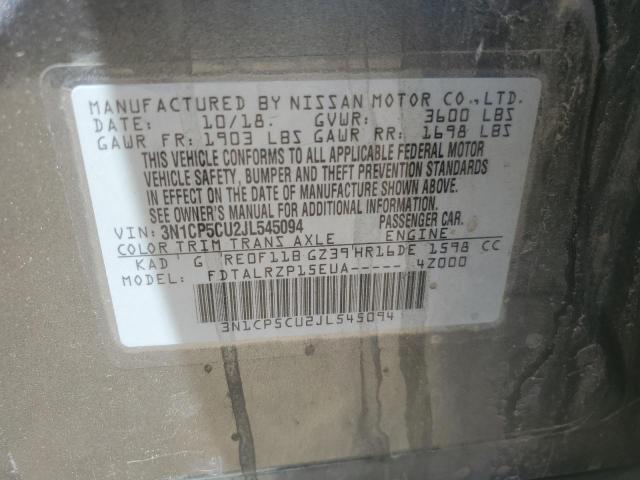 MANUFACTURED BY NISSAN MOTOR CO.,LTD.
DATE: 10/18 GVWR: 3600 LBS
GAWR FR: 1903 LBS GAWR RR: 1698 LBS
THIS VEHICLE CONFORMS TO ALL APPLICABLE FEDERAL MOTOR
VEHICLE SAFETY, BUMPER AND THEFT PREVENTION STANDARDS
IN EFFECT ON THE DATE OF MANUFACTURE SHOWN ABOVE.
SEE OWNER'S MANUAL FOR ADDITIONAL INFORMATION.
VIN: 3N1CP5CU2JL545094 PASSENGER CAR
COLOR TRIM TRANS AXLE ENGINE
KAD G RE0F11B GZ39 HR16DE 1598 CC
MODEL: FDTALRZP15EUA----- 4Z000
3N1CP5CU2JL545094